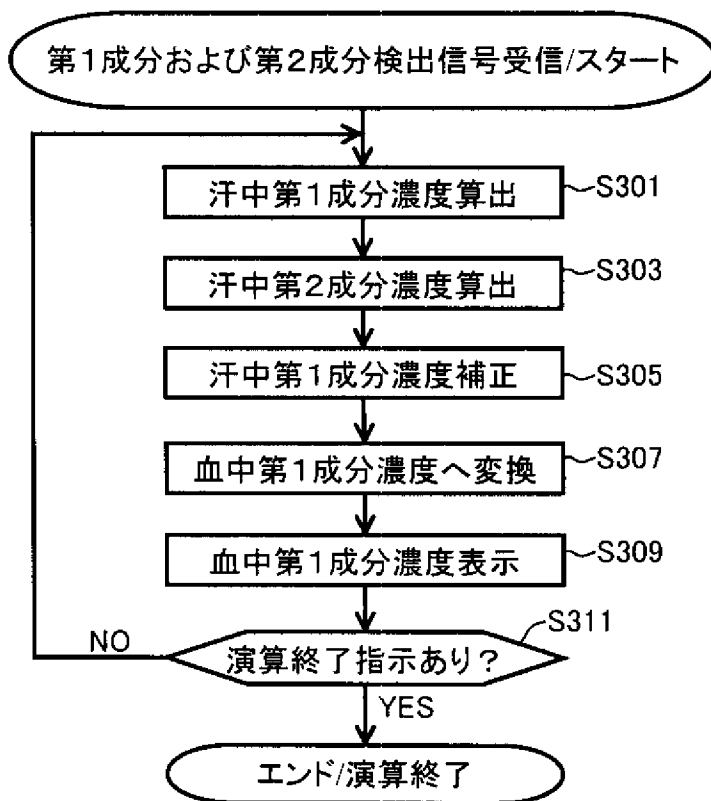 第1成分および第2成分検出信号受信/スタート
汗中第1成分濃度算出
S301
汗中第2成分濃度算出
S303
汗中第1成分濃度補正
S305
血中第1成分濃度へ変換
S307
血中第1成分濃度表示
S309
演算終了指示あり?
S311
NO
YES
エンド/演算終了